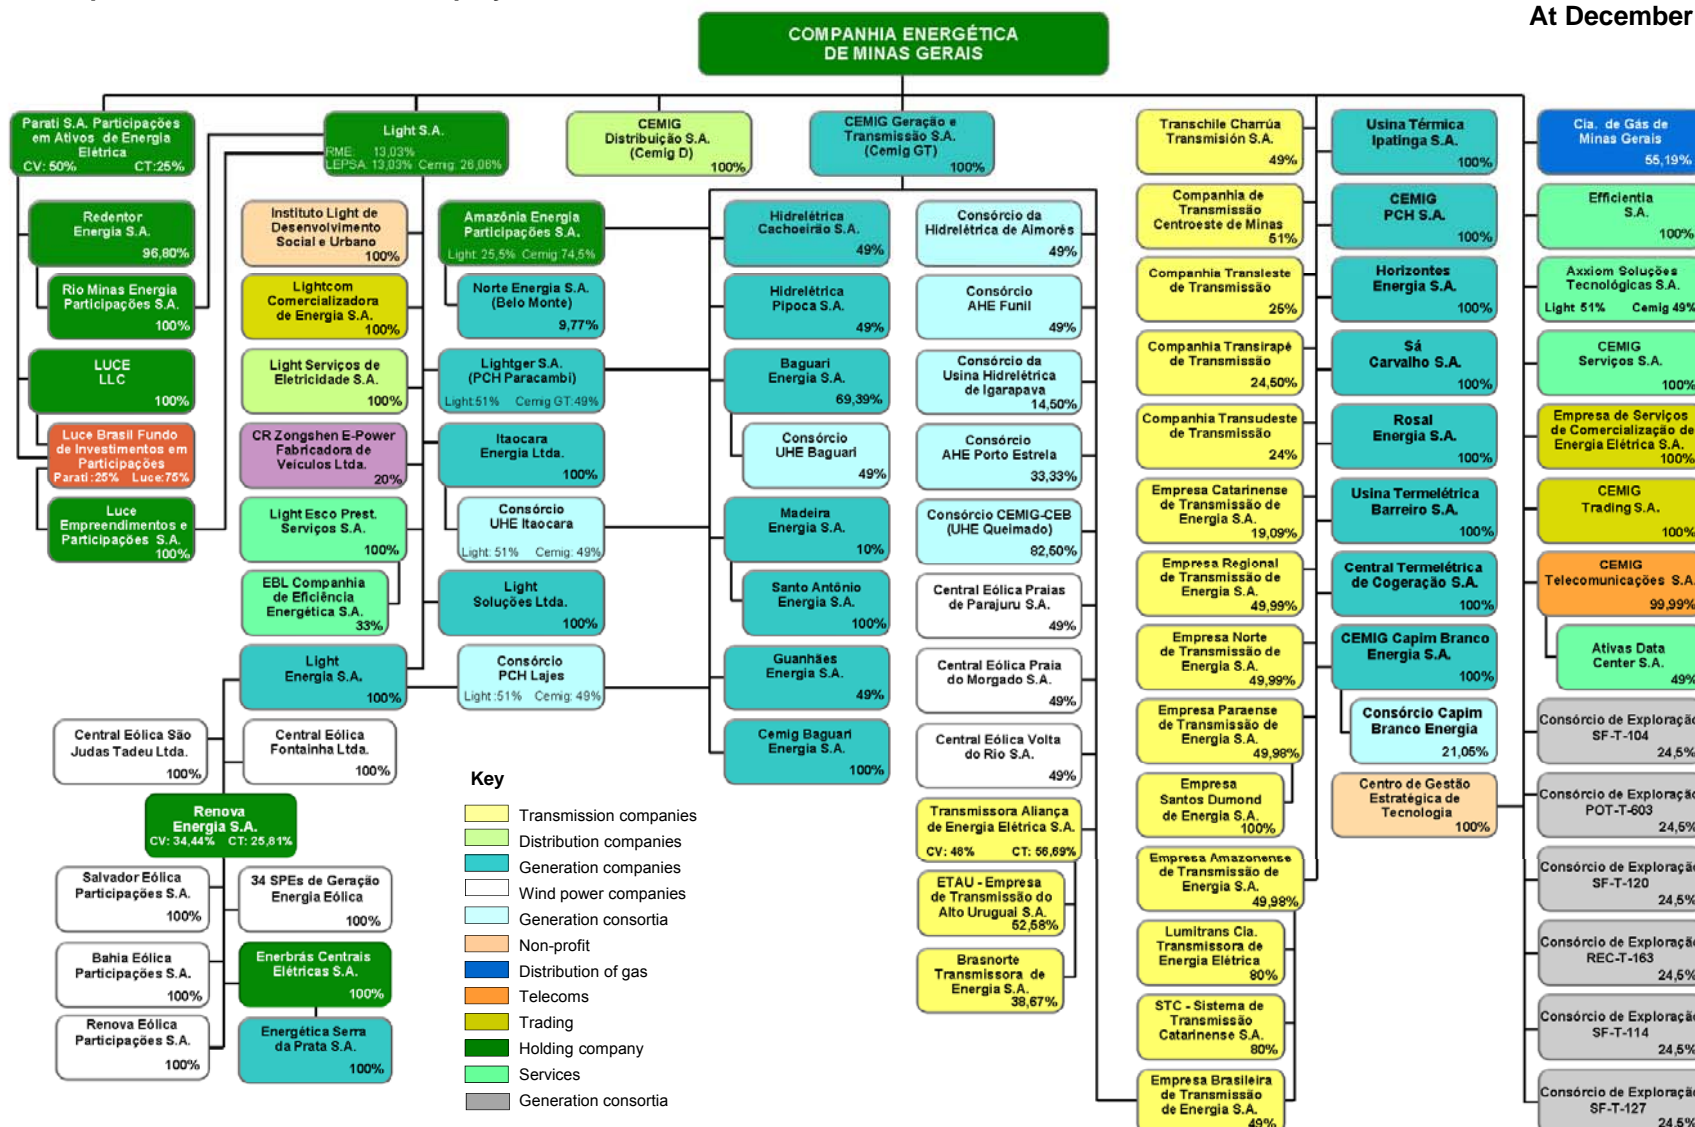 At December
COMPANHIA ENERGÉTICA
DE MINAS GERAIS
Parati S.A. Participações
em Ativos de Energia
Elétrica
CV: 50% CT:25%
Light S.A.
RME: 13,03%
LEPSA: 13,03% Cemig: 26,06%
CEMIG
Distribuição S.A.
(Cemig D)
100%
CEMIG Geração e
Transmissão S.A.
(Cemig GT)
100%
Redentor
Energia S.A.
96,80%
Rio Minas Energia
Participações S.A.
100%
LUCE
LLC
100%
Luce Brasil Fundo
de Investimentos em
Participações
Parati:25% Luce:75%
Luce
Empreendimentos e
Participações S.A.
100%
Instituto Light de
Desenvolvimento
Social e Urbano
100%
Lightcom
Comercializadora
de Energia S.A.
100%
Light Serviços de
Eletricidade S.A.
100%
CR Zongshen E-Power
Fabricadora de
Veículos Ltda.
20%
Light Esco Prest.
Serviços S.A.
100%
EBL Companhia
de Eficiência
Energética S.A.
33%
Light
Energia S.A.
100%
Central Eólica São
Judas Tadeu Ltda.
100%
Central Eólica
Fontainha Ltda.
100%
Renova
Energia S.A.
CV: 34,44% CT: 25,81%
Salvador Eólica
Participações S.A.
100%
34 SPEs de Geração
Energia Eólica
100%
Bahia Eólica
Participações S.A.
100%
Enerbrás Centrais
Elétricas S.A.
100%
Renova Eólica
Participações S.A.
100%
Energética Serra
da Prata S.A.
100%
Amazônia Energia
Participações S.A.
Light: 25,5% Cemig:74,5%
Norte Energia S.A.
(Belo Monte)
9,77%
Lightger S.A.
(PCH Paracambi)
Light:51% Cemig GT:49%
Itaocara
Energia Ltda.
100%
Consórcio
UHE Itaocara
Light: 51% Cemig: 49%
Light
Soluções Ltda.
100%
Consórcio
PCH Lajes
Light :51% Cemig: 49%
Key
Transmission companies
Distribution companies
Generation companies
Wind power companies
Generation consortia
Non-profit
Distribution of gas
Telecoms
Trading
Holding company
Services
Generation consortia
Hidrelétrica
Cachoeirão S.A.
49%
Hidrelétrica
Pipoca S.A.
49%
Baguari
Energia S.A.
69,39%
Consórcio
UHE Baguari
49%
Madeira
Energia S.A.
10%
Santo Antônio
Energia S.A.
100%
Guanhães
Energia S.A.
49%
Cemig Baguari
Energia S.A.
100%
Consórcio da
Hidrelétrica de Aimorés
49%
Consórcio
AHE Funil
49%
Consórcio da
Usina Hidrelétrica
de Igarapava
14,50%
Consórcio
AHE Porto Estrela
33,33%
Consórcio CEMIG-CEB
(UHE Queimado)
82,50%
Central Eólica Praias
de Parajuru S.A.
49%
Central Eólica Praia
do Morgado S.A.
49%
Central Eólica Volta
do Rio S.A.
49%
Transmissora Aliança
de Energia Elétrica S.A.
CV: 48% CT: 56,69%
ETAU - Empresa
de Transmissão do
Alto Uruguai S.A.
52,58%
Brasnorte
Transmissora de
Energia S.A.
38,67%
Transchile Charrúa
Transmisión S.A.
49%
Companhia de
Transmissão
Centroeste de Minas
51%
Companhia Transleste
de Transmissão
25%
Companhia Transirapé
de Transmissão
24,50%
Companhia Transudeste
de Transmissão
24%
Empresa Catarinense
de Transmissão de
Energia S.A.
19,09%
Empresa Regional
de Transmissão de
Energia S.A.
49,99%
Empresa Norte
de Transmissão de
Energia S.A.
49,99%
Empresa Paraense
de Transmissão de
Energia S.A.
49,98%
Empresa
Santos Dumond
de Energia S.A.
100%
Empresa Amazonense
de Transmissão de
Energia S.A.
49,98%
Lumitrans Cia.
Transmissora de
Energia Elétrica
80%
STC - Sistema de
Transmissão
Catarinense S.A.
80%
Empresa Brasileira
de Transmissão
de Energia S.A.
49%
Usina Térmica
Ipatinga S.A.
100%
CEMIG
PCH S.A.
100%
Horizontes
Energia S.A.
100%
Sá
Carvalho S.A.
100%
Rosal
Energia S.A.
100%
Usina Termelétrica
Barreiro S.A.
100%
Central Termelétrica
de Cogeração S.A.
100%
CEMIG Capim Branco
Energia S.A.
100%
Consórcio Capim
Branco Energia
21,05%
Centro de Gestão
Estratégica de
Tecnologia
100%
Cia. de Gás de
Minas Gerais
55,19%
Efficientia
S.A.
100%
Axxiom Soluções
Tecnológicas S.A.
Light 51% Cemig 49%
CEMIG
Serviços S.A.
100%
Empresa de Serviços
de Comercialização de
Energia Elétrica S.A.
100%
CEMIG
Trading S.A.
100%
CEMIG
Telecomunicações S.A.
99,99%
Ativas Data
Center S.A.
49%
Consórcio de Exploração
SF-T-104
24,5%
Consórcio de Exploração
POT-T-603
24,5%
Consórcio de Exploração
SF-T-120
24,5%
Consórcio de Exploração
REC-T-163
24,5%
Consórcio de Exploração
SF-T-114
24,5%
Consórcio de Exploração
SF-T-127
24,5%